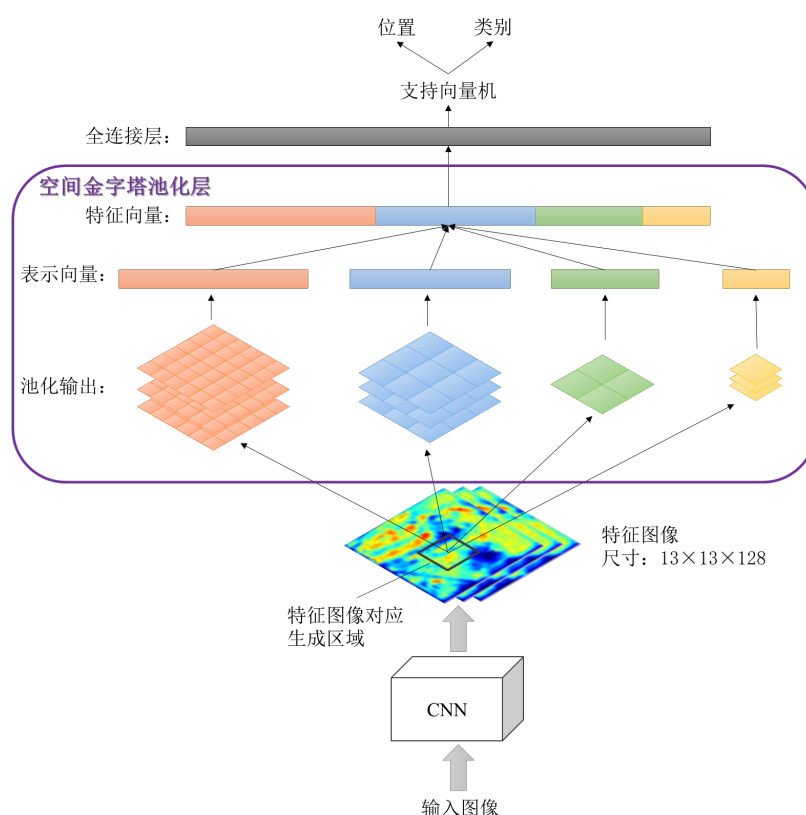 位置
类别
支持向量机
全连接层：
空间金字塔池化层
特征向量：
表示向量：
池化输出：
特征图像
尺寸：13×13×128
特征图像对应
生成区域
CNN
输入图像